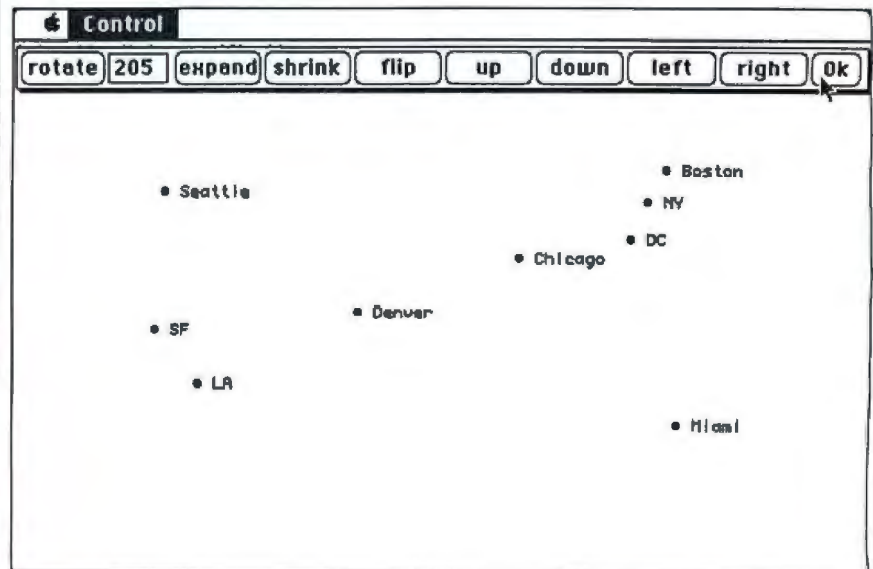 Control
rotate 205 expand shrink flip up down left right Ok
Boston
Seattle
NY
DC
Chicago
Denver
SF
LA
Miami